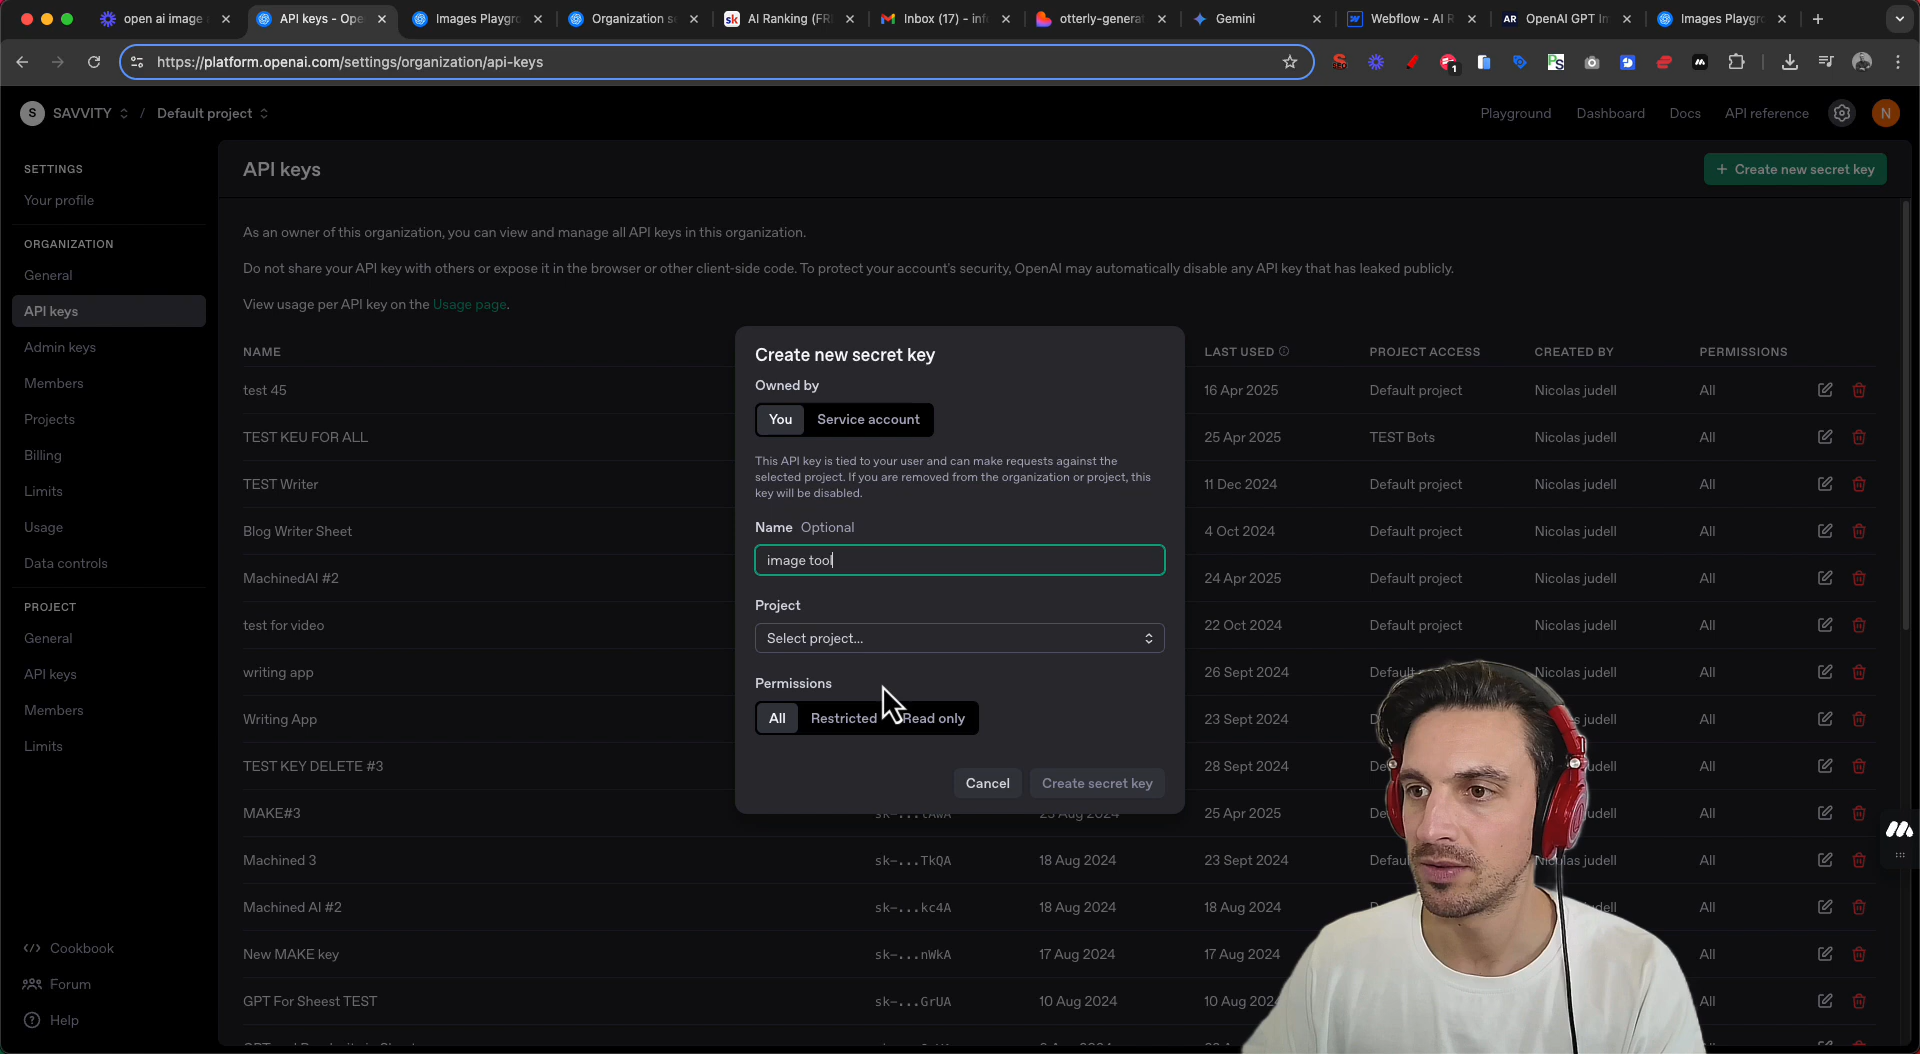 open ai image
API keys - Ope
Images Playgr
Organization se
AI Ranking (FR
Inbox (17) - inf
otterly-genera
Gemini
Webflow - AI R
OpenAI GPT Im
Images Playgr
https://platform.openai.com/settings/organization/api-keys
SAVVITY / Default project
Playground Dashboard Docs API reference N
SETTINGS
Your profile
ORGANIZATION
General
API keys
Admin keys
Members
Projects
Billing
Limits
Usage
Data controls
PROJECT
General
API keys
Members
Limits
Cookbook
Forum
Help
API keys
+ Create new secret key
As an owner of this organization, you can view and manage all API keys in this organization.
Do not share your API key with others or expose it in the browser or other client-side code. To protect your account's security, OpenAI may automatically disable any API key that has leaked publicly.
View usage per API key on the Usage page.
NAME LAST USED PROJECT ACCESS CREATED BY PERMISSIONS
test 45 16 Apr 2025 Default project Nicolas judell All
TEST KEU FOR ALL 25 Apr 2025 TEST Bots Nicolas judell All
TEST Writer 11 Dec 2024 Default project Nicolas judell All
Blog Writer Sheet 4 Oct 2024 Default project Nicolas judell All
MachinedAI #2 24 Apr 2025 Default project Nicolas judell All
test for video 22 Oct 2024 Default project Nicolas judell All
writing app 26 Sept 2024 Default Nicolas judell All
Writing App 23 Sept 2024 judell All
TEST KEY DELETE #3 28 Sept 2024 judell All
MAKE#3 25 Apr 2025 judell All
Machined 3 sk-...TkQA 18 Aug 2024 23 Sept 2024 Defau Nicolas judell All
Machined AI #2 sk-...kc4A 18 Aug 2024 18 Aug 2024 judell All
New MAKE key sk-...nWkA 17 Aug 2024 17 Aug 2024 All
GPT For Sheest TEST sk-...GrUA 10 Aug 2024 10 Aug 202 All
Create new secret key
Owned by
You Service account
This API key is tied to your user and can make requests against the
selected project. If you are removed from the organization or project, this
key will be disabled.
Name Optional
image tool
Project
Select project...
Permissions
All Restricted Read only
Cancel Create secret key